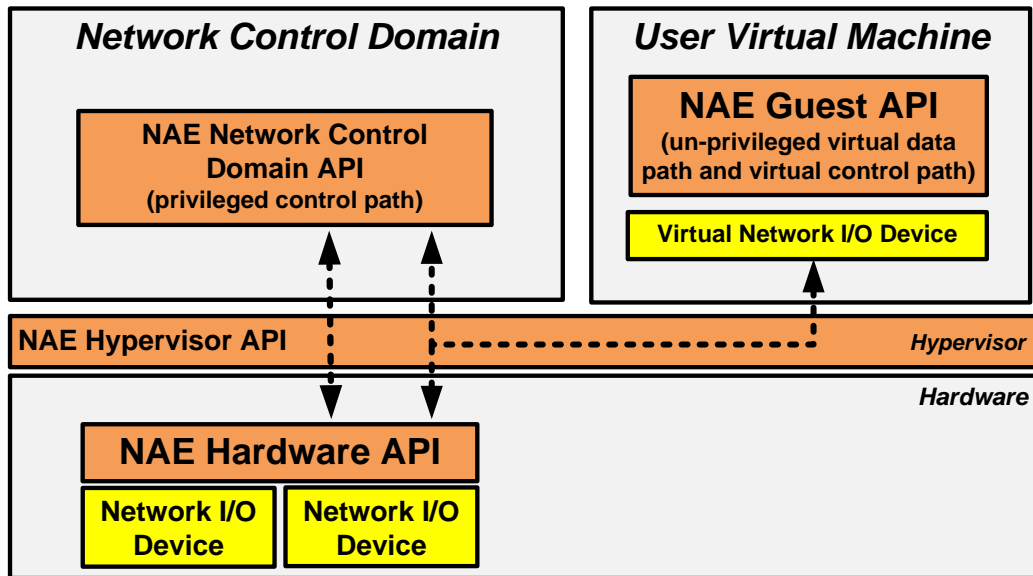 Network Control Domain
NAE Network Control
Domain API
(privileged control path)
User Virtual Machine
NAE Guest API
(un-privileged virtual data
path and virtual control path)
Virtual Network I/O Device
NAE Hypervisor API
Hypervisor
Hardware
NAE Hardware API
Network I/O
Device
Network I/O
Device